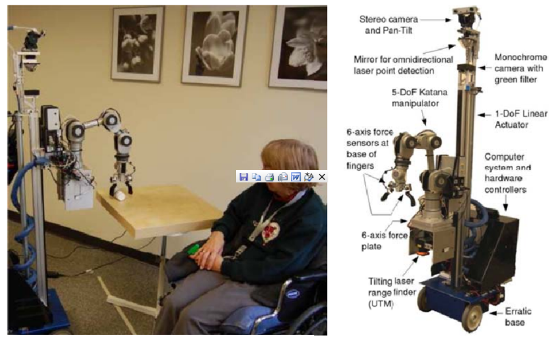 Stereo camera
and Pan-Tilt
Mirror for omnidirectional
laser point detection
Monochrome
camera with
green filter
5-DoF Katana
manipulator
1-DoF Linear
Actuator
6-axis force
sensors at
base of
fingers
Computer
system and
hardware
controllers
6-axis force
plate
Tilting laser
range finder
(UTM)
Erratic
base